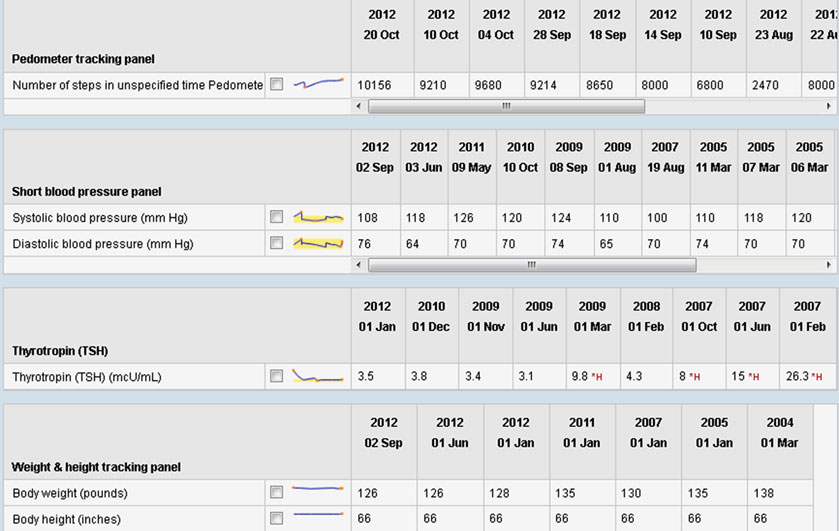 2012 2012 2012 2012 2012 2012 2012 2012 201
20 Oct 10 Oct 04 Oct 28 Sep 18 Sep 14 Sep 10 Sep 23 Aug 22 Au
Pedometer tracking panel
Number of steps in unspecified time Pedomete 10156 9210 9680 9214 8650 8000 6800 2470 8000
2012 2012 2011 2010 2009 2009 2007 2005 2005 2005
02 Sep 03 Jun 09 May 10 Oct 08 Sep 01 Aug 19 Aug 11 Mar 07 Mar 06 Mar
Short blood pressure panel
Systolic blood pressure (mm Hg) 108 118 126 120 124 110 100 110 118 120
Diastolic blood pressure (mm Hg) 76 64 70 70 74 65 70 74 70 70
2012 2010 2009 2009 2009 2008 2007 2007 2007
01 Jan 01 Dec 01 Nov 01 Jun 01 Mar 01 Feb 01 Oct 01 Jun 01 Feb
Thyrotropin (TSH)
Thyrotropin (TSH) (mcU/mL) 3.5 3.8 3.4 3.1 9.8 *H 4.3 8 *H 15 *H 26.3 *H
2012 2012 2012 2011 2007 2005 2004
02 Sep 01 Jun 01 Jan 01 Jan 01 Jan 01 Jan 01 Mar
Weight & height tracking panel
Body weight (pounds) 126 126 128 135 130 135 138
Body height (inches) 66 66 66 66 66 66 66